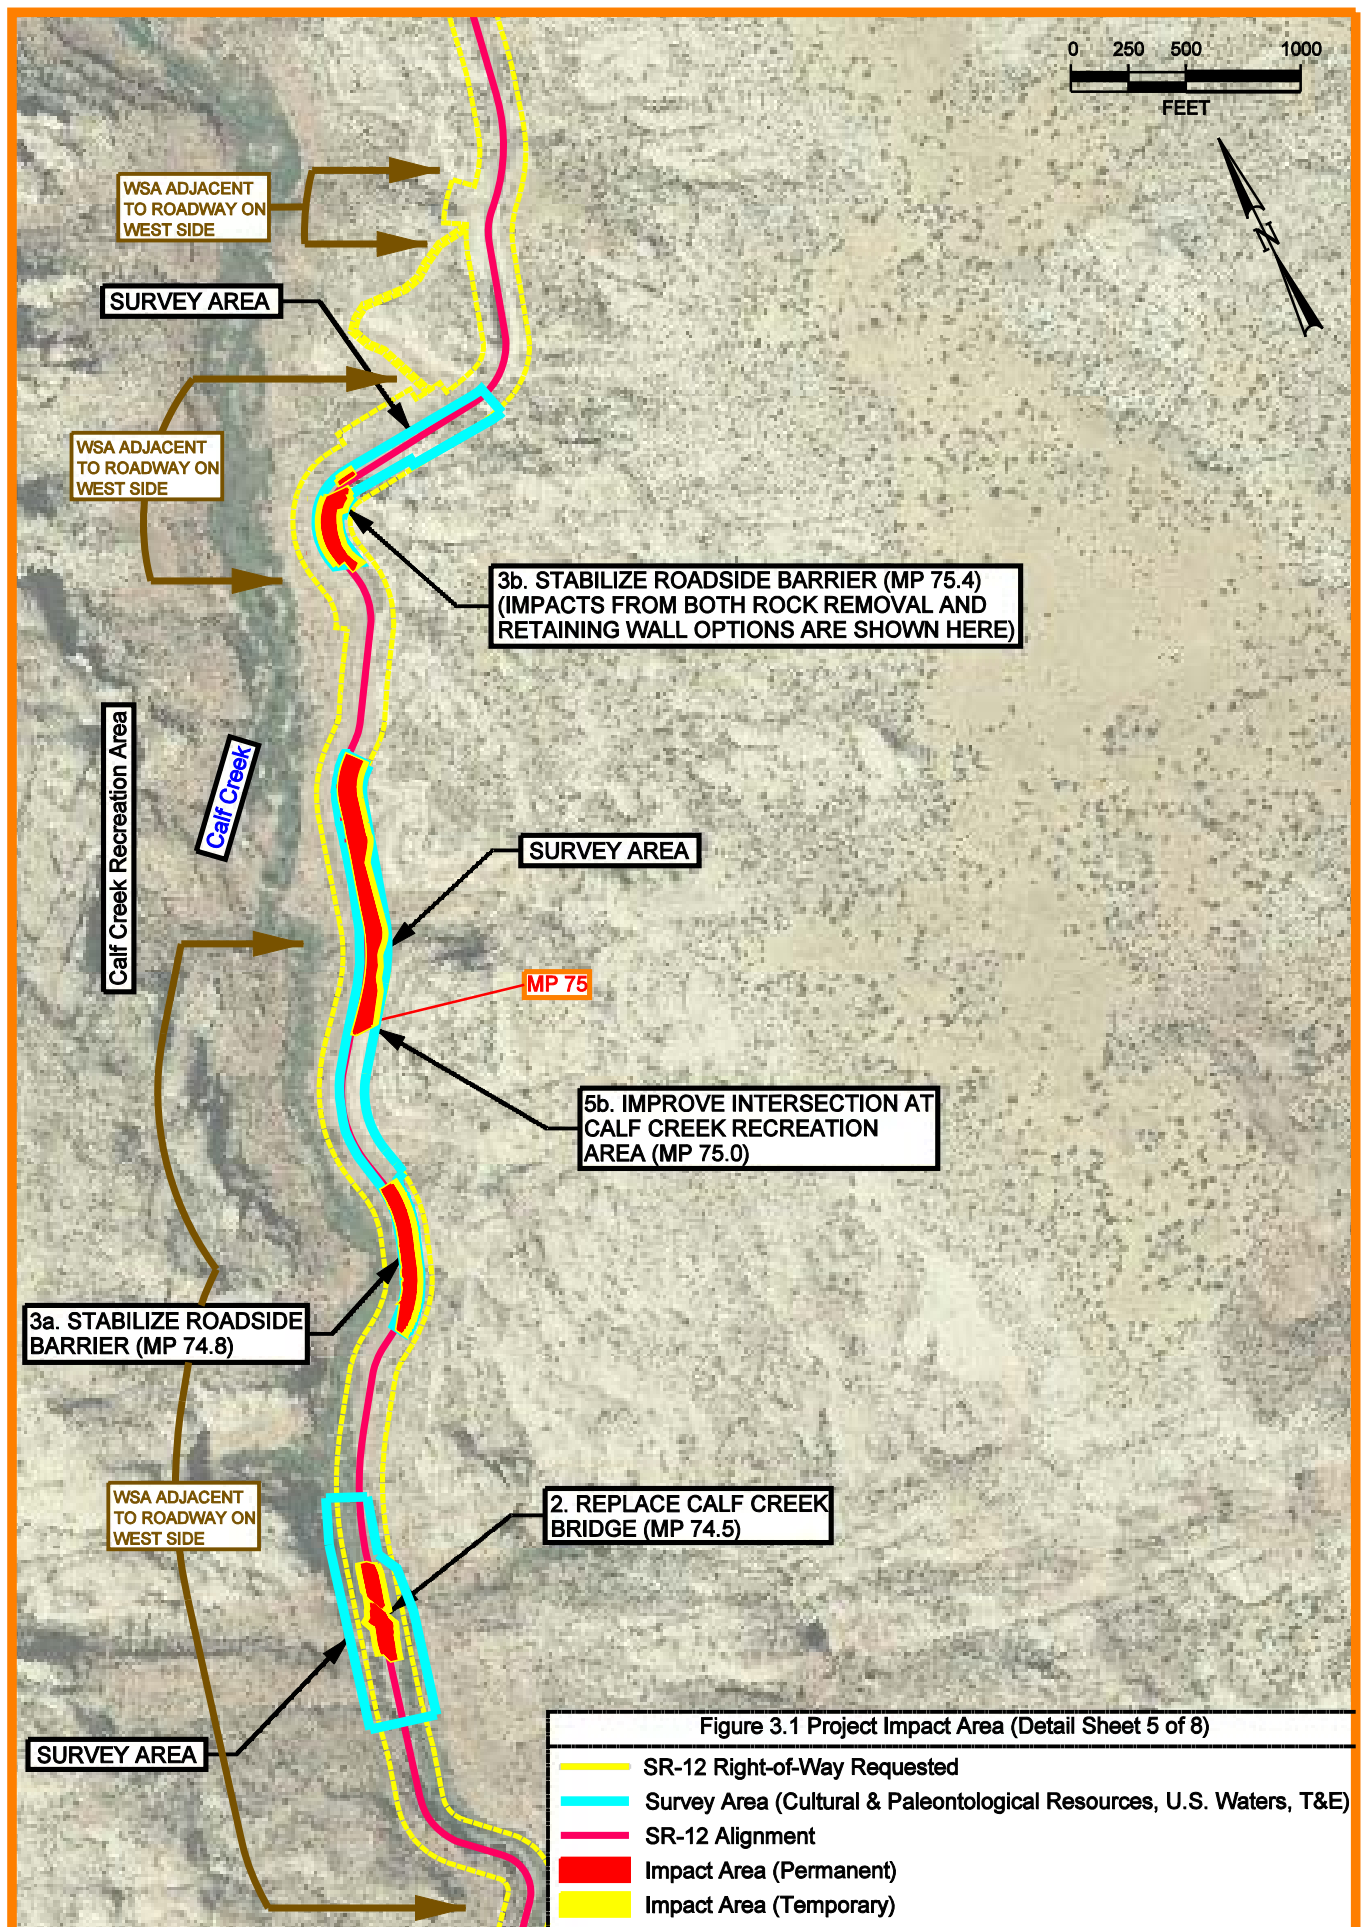 0 250 500 1000
FEET
N
WSA ADJACENT
TO ROADWAY ON
WEST SIDE
SURVEY AREA
WSA ADJACENT
TO ROADWAY ON
WEST SIDE
3b. STABILIZE ROADSIDE BARRIER (MP 75.4)
(IMPACTS FROM BOTH ROCK REMOVAL AND
RETAINING WALL OPTIONS ARE SHOWN HERE)
Calf Creek Recreation Area
Calf Creek
SURVEY AREA
MP 75
5b. IMPROVE INTERSECTION AT
CALF CREEK RECREATION
AREA (MP 75.0)
3a. STABILIZE ROADSIDE
BARRIER (MP 74.8)
WSA ADJACENT
TO ROADWAY ON
WEST SIDE
2. REPLACE CALF CREEK
BRIDGE (MP 74.5)
SURVEY AREA
Figure 3.1 Project Impact Area (Detail Sheet 5 of 8)
SR-12 Right-of-Way Requested
Survey Area (Cultural & Paleontological Resources, U.S. Waters, T&E)
SR-12 Alignment
Impact Area (Permanent)
Impact Area (Temporary)